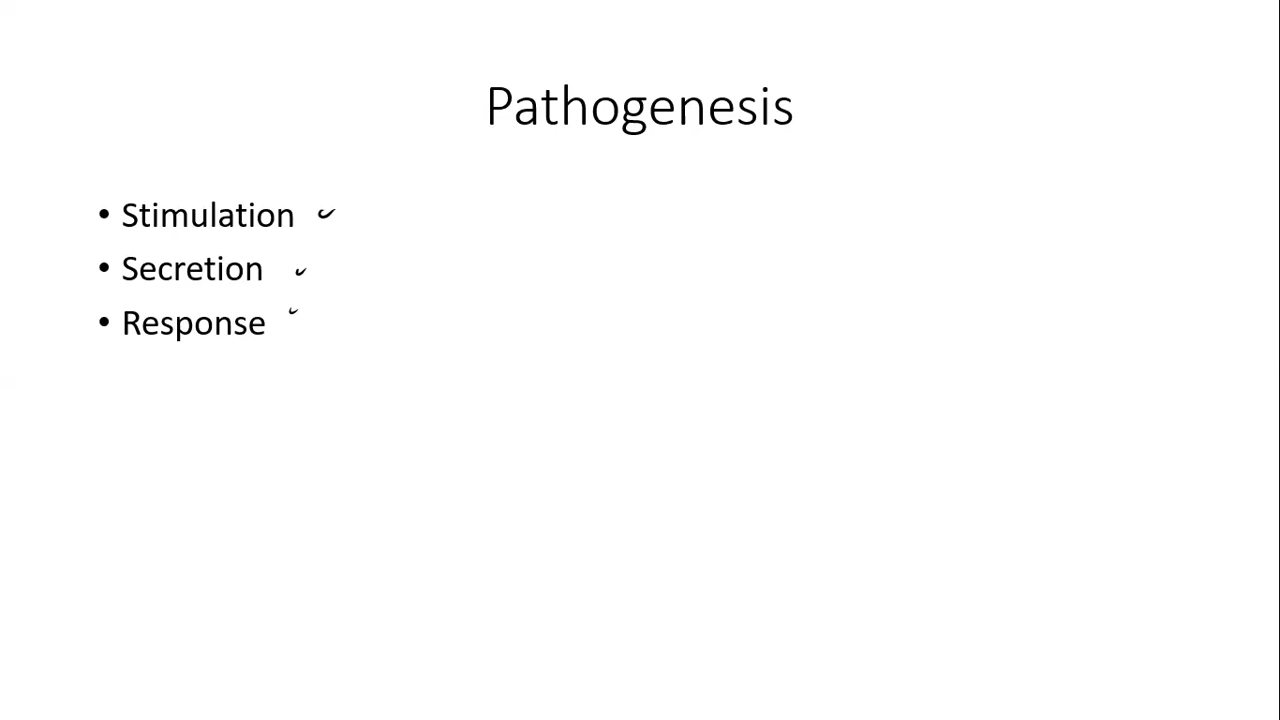 Pathogenesis
• Stimulation ✓
• Secretion ✓
• Response ✓